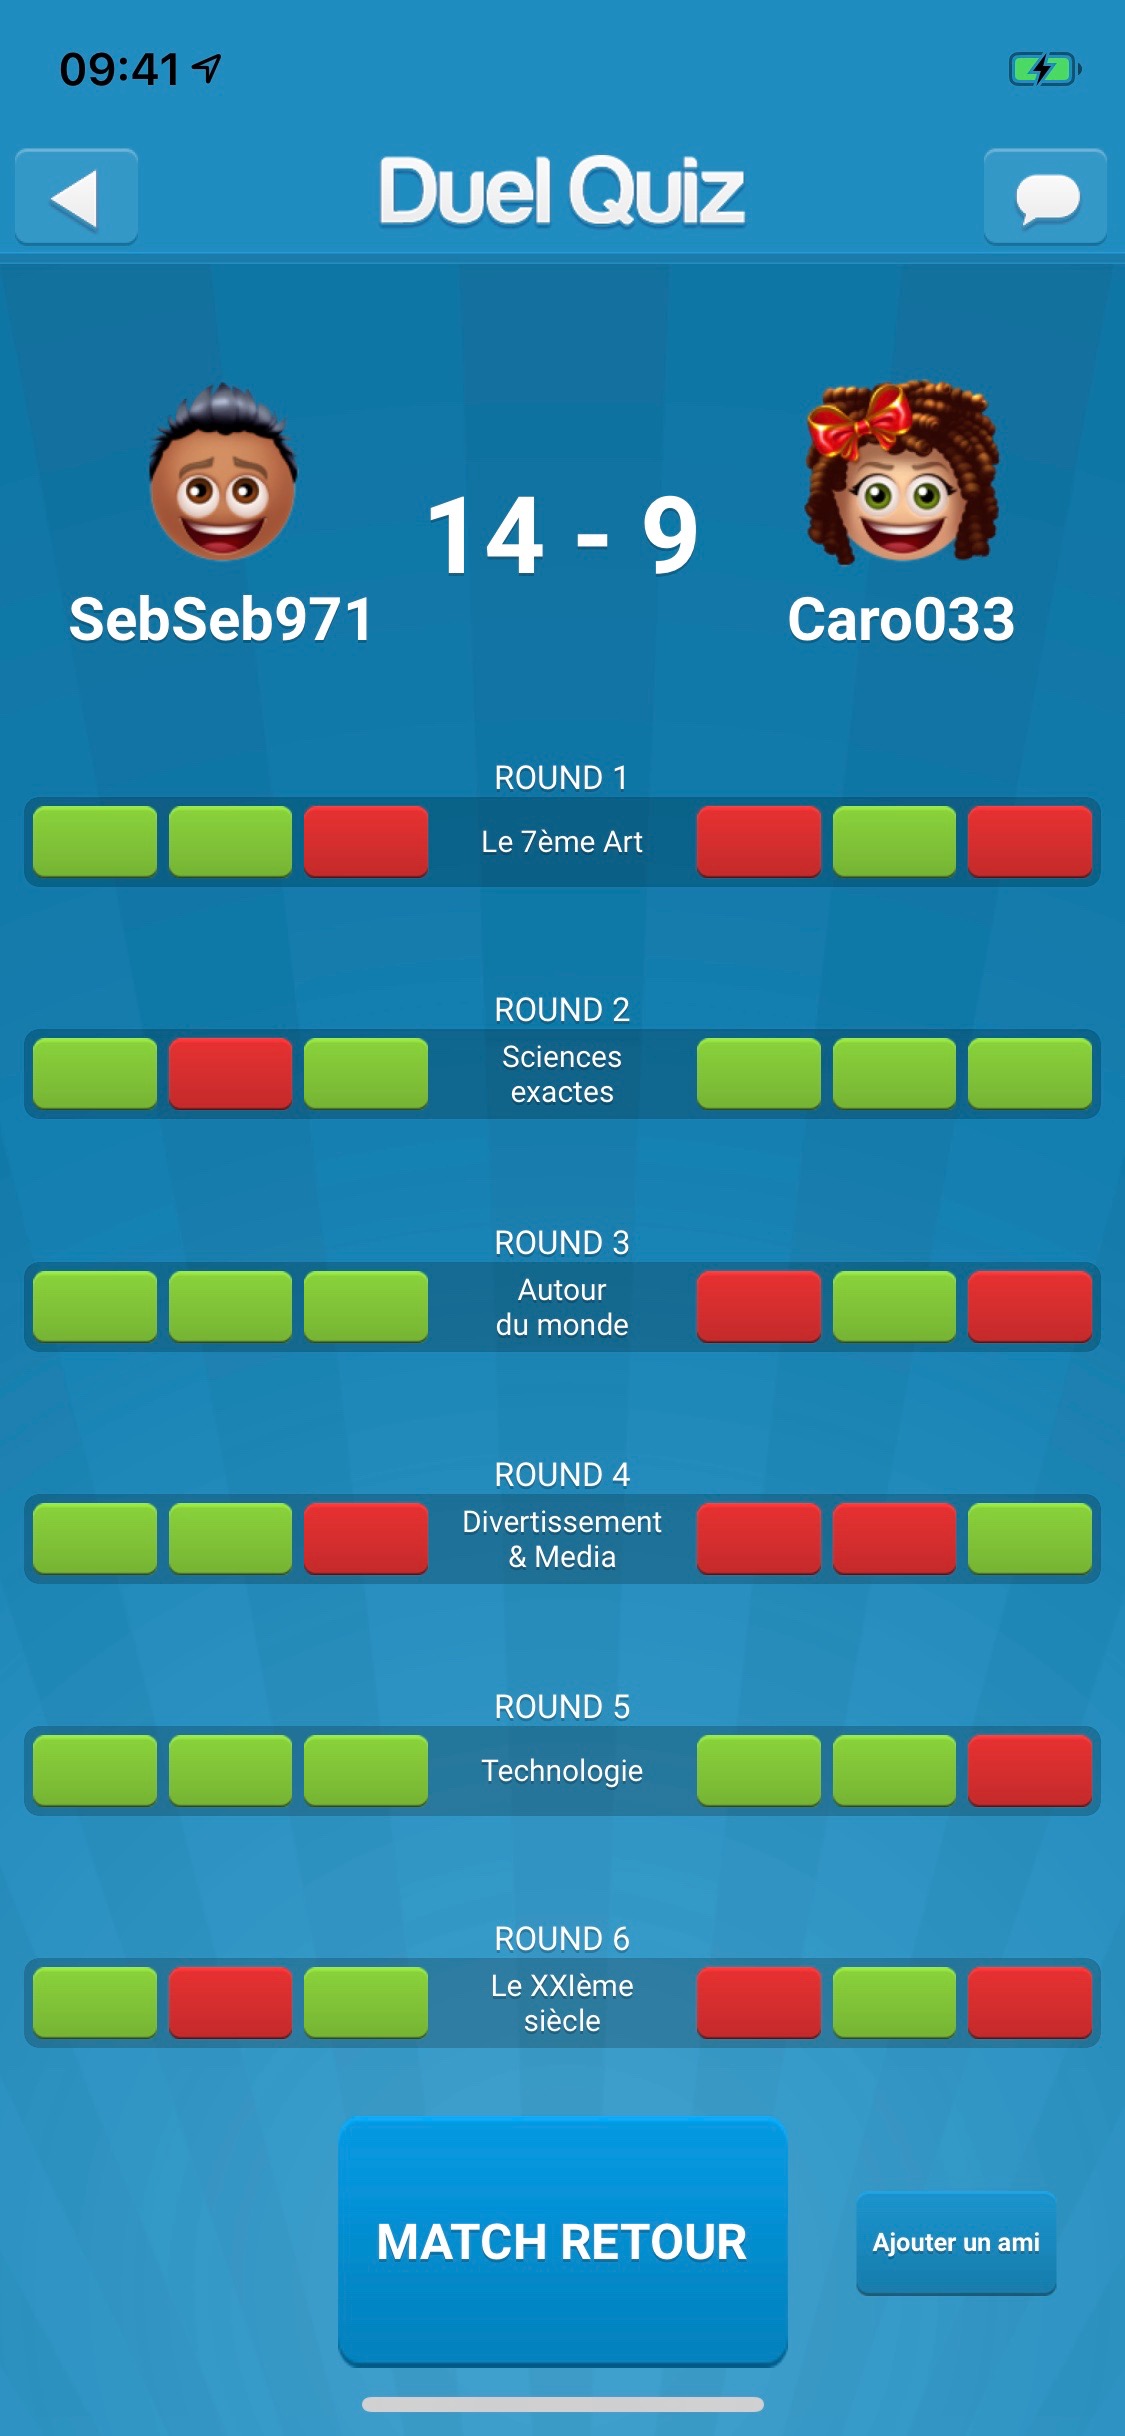 09:41
Duel Quiz
14 - 9
SebSeb971
Caro033
ROUND 1
Le 7ème Art
ROUND 2
Sciences
exactes
ROUND 3
Autour
du monde
ROUND 4
Divertissement
& Media
ROUND 5
Technologie
ROUND 6
Le XXIème
siècle
MATCH RETOUR
Ajouter un ami